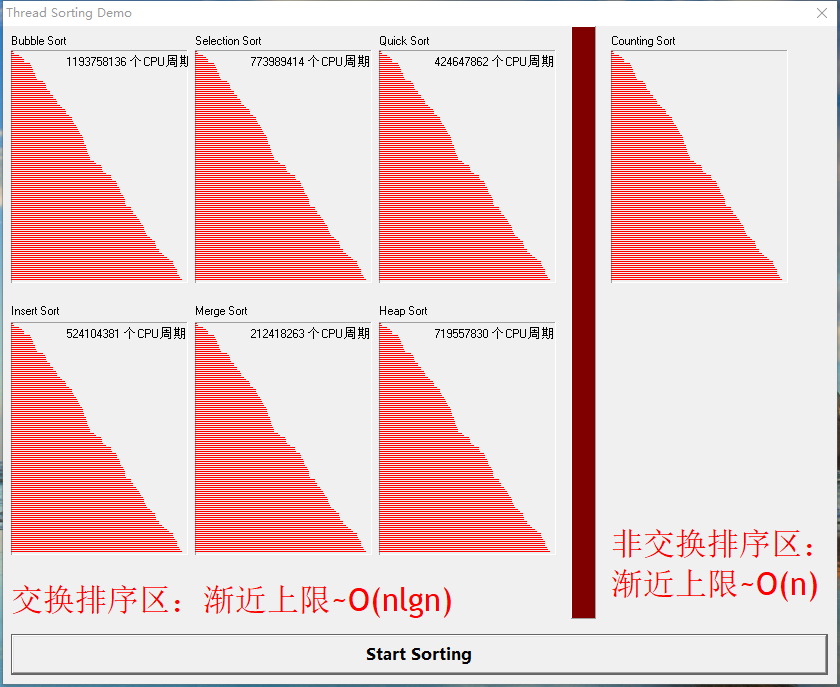 Thread Sorting Demo
Bubble Sort
1193758136 个CPU周期
Selection Sort
773989414 个CPU周期
Quick Sort
424647862 个CPU周期
Counting Sort
Insert Sort
524104381 个CPU周期
Merge Sort
212418263 个CPU周期
Heap Sort
719557830 个CPU周期
交换排序区：渐近上限~O(nlgn)
非交换排序区：
渐近上限~O(n)
Start Sorting